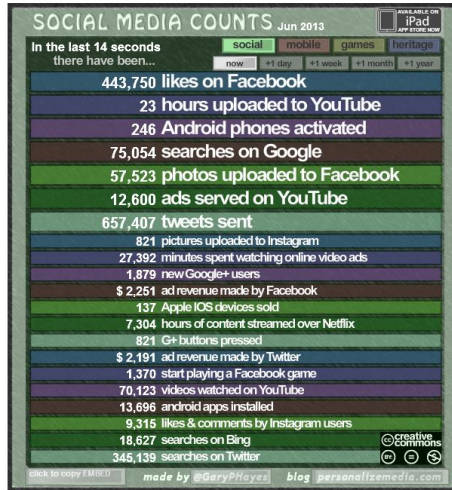 SOCIAL MEDIA COUNTS Jun 2013
AVAILABLE ON
iPad
APP STORE NOW
In the last 14 seconds
there have been...
social mobile games heritage
now +1 day +1 week +1 month +1 year
443,750 likes on Facebook
23 hours uploaded to YouTube
246 Android phones activated
75,054 searches on Google
57,523 photos uploaded to Facebook
12,600 ads served on YouTube
657,407 tweets sent
821 pictures uploaded to Instagram
27,392 minutes spent watching online video ads
1,879 new Google+ users
$ 2,251 ad revenue made by Facebook
137 Apple IOS devices sold
7,304 hours of content streamed over Netflix
821 G+ buttons pressed
$ 2,191 ad revenue made by Twitter
1,370 start playing a Facebook game
70,123 videos watched on YouTube
13,696 android apps installed
9,315 likes & comments by Instagram users
18,627 searches on Bing
345,139 searches on Twitter
cc creative commons
BY
click to copy EMBED made by @GaryPHayes blog personalizemedia.com